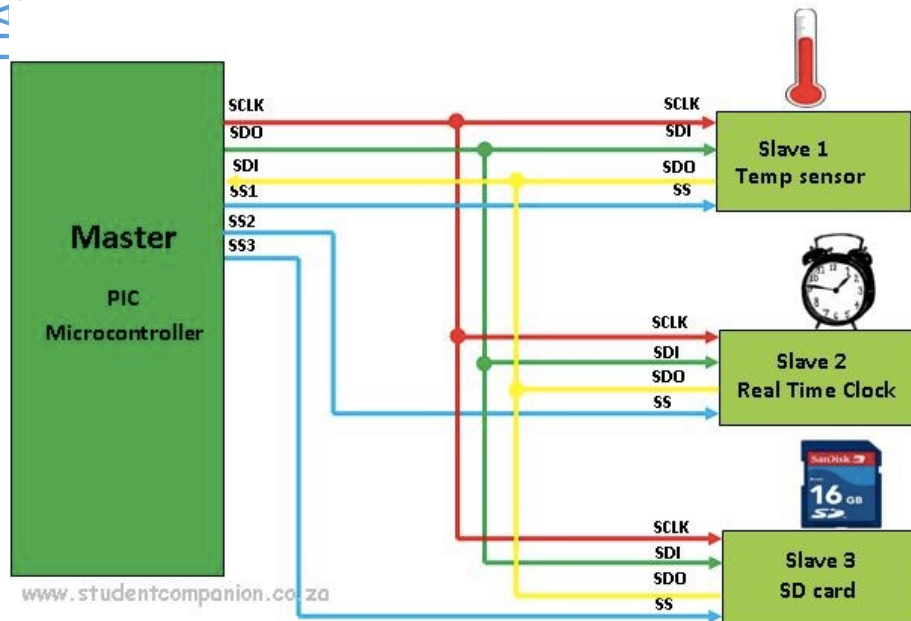 SCLK
SDO
SDI
SS1
SS2
SS3
Master
PIC
Microcontroller
SCLK
SDI
SDO
SS
Slave 1
Temp sensor
SCLK
SDI
SDO
SS
Slave 2
Real Time Clock
SanDisk
16 GB
SD
SCLK
SDI
SDO
SS
Slave 3
SD card
www.studentcompanion.co.za